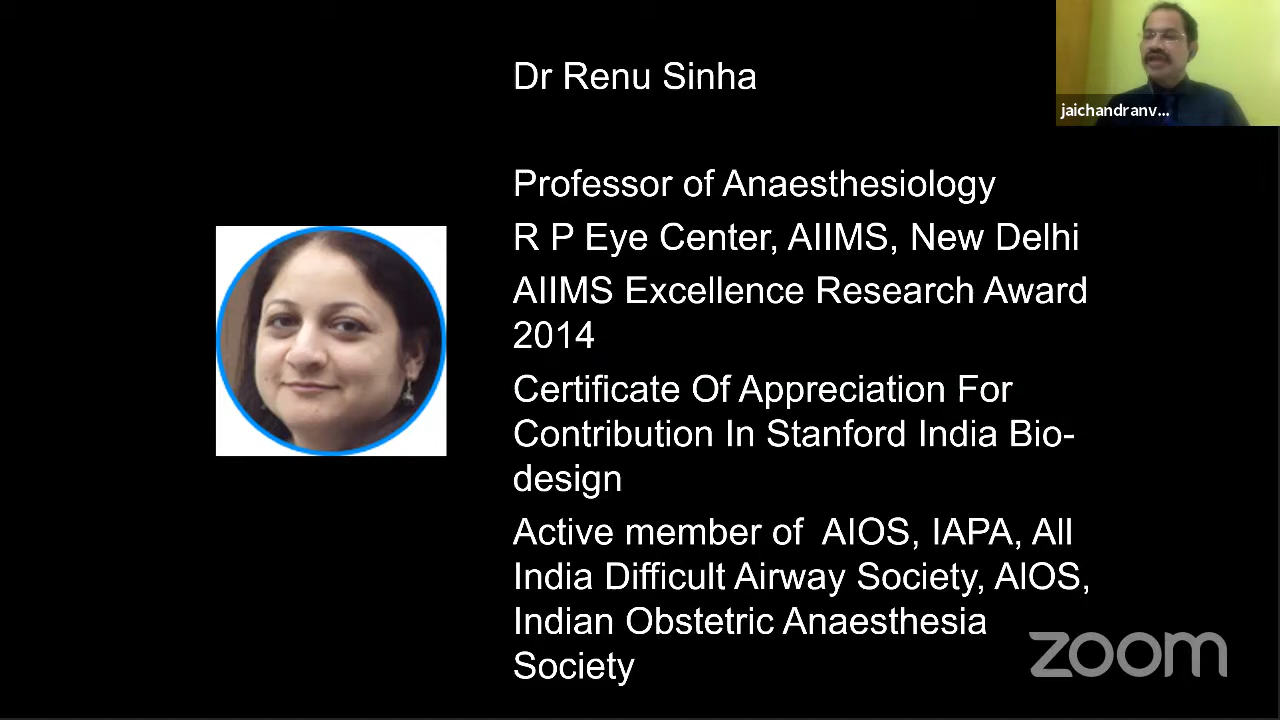 Dr Renu Sinha
jaichandranv...
Professor of Anaesthesiology
R P Eye Center, AIIMS, New Delhi
AIIMS Excellence Research Award
2014
Certificate Of Appreciation For
Contribution In Stanford India Bio-
design
Active member of  AIOS, IAPA, All
India Difficult Airway Society, AIOS,
Indian Obstetric Anaesthesia
Society
zoom